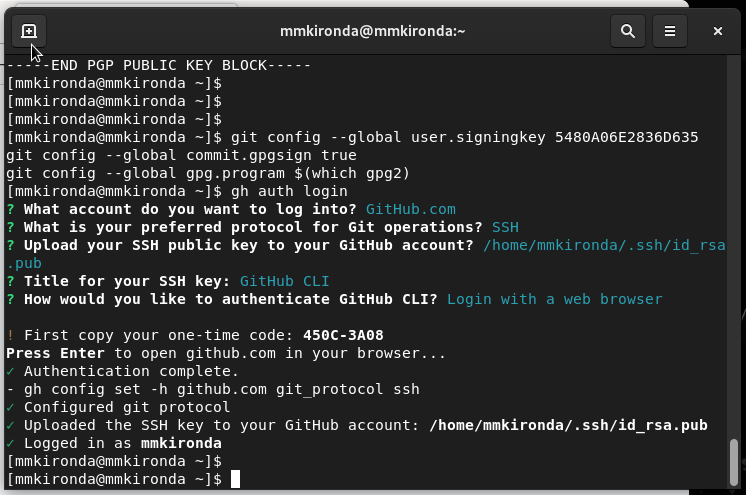 mmkironda@mmkironda:~
-----END PGP PUBLIC KEY BLOCK-----
[mmkironda@mmkironda ~]$
[mmkironda@mmkironda ~]$
[mmkironda@mmkironda ~]$
[mmkironda@mmkironda ~]$ git config --global user.signingkey 5480A06E2836D635
git config --global commit.gpgsign true
git config --global gpg.program $(which gpg2)
[mmkironda@mmkironda ~]$ gh auth login
? What account do you want to log into? GitHub.com
? What is your preferred protocol for Git operations? SSH
? Upload your SSH public key to your GitHub account? /home/mmkironda/.ssh/id_rsa
.pub
? Title for your SSH key: GitHub CLI
? How would you like to authenticate GitHub CLI? Login with a web browser
! First copy your one-time code: 450C-3A08
Press Enter to open github.com in your browser...
✓ Authentication complete.
- gh config set -h github.com git_protocol ssh
✓ Configured git protocol
✓ Uploaded the SSH key to your GitHub account: /home/mmkironda/.ssh/id_rsa.pub
✓ Logged in as mmkironda
[mmkironda@mmkironda ~]$
[mmkironda@mmkironda ~]$